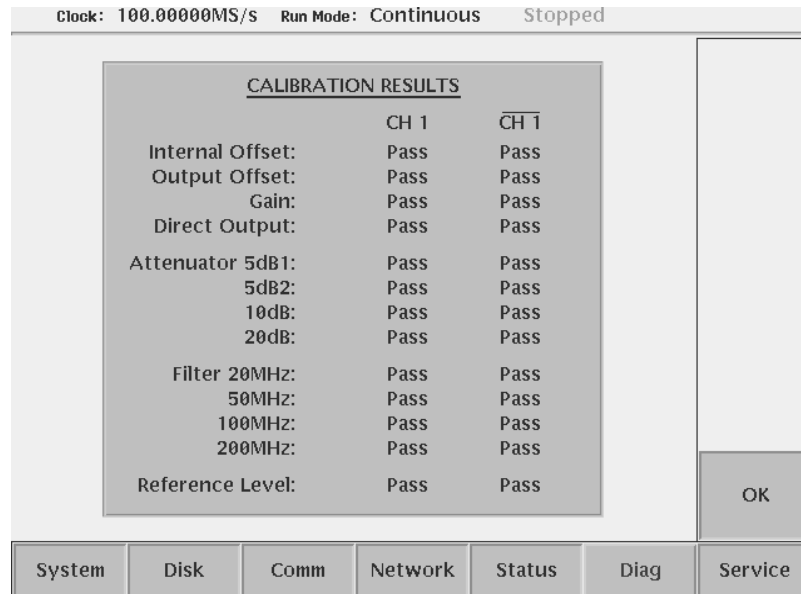 Clock: 100.00000MS/s Run Mode: Continuous Stopped
CALIBRATION RESULTS
CH 1 C̅H̅ ̅1̅
Internal Offset: Pass Pass
Output Offset: Pass Pass
Gain: Pass Pass
Direct Output: Pass Pass
Attenuator 5dB1: Pass Pass
5dB2: Pass Pass
10dB: Pass Pass
20dB: Pass Pass
Filter 20MHz: Pass Pass
50MHz: Pass Pass
100MHz: Pass Pass
200MHz: Pass Pass
Reference Level: Pass Pass
OK
System Disk Comm Network Status Diag Service